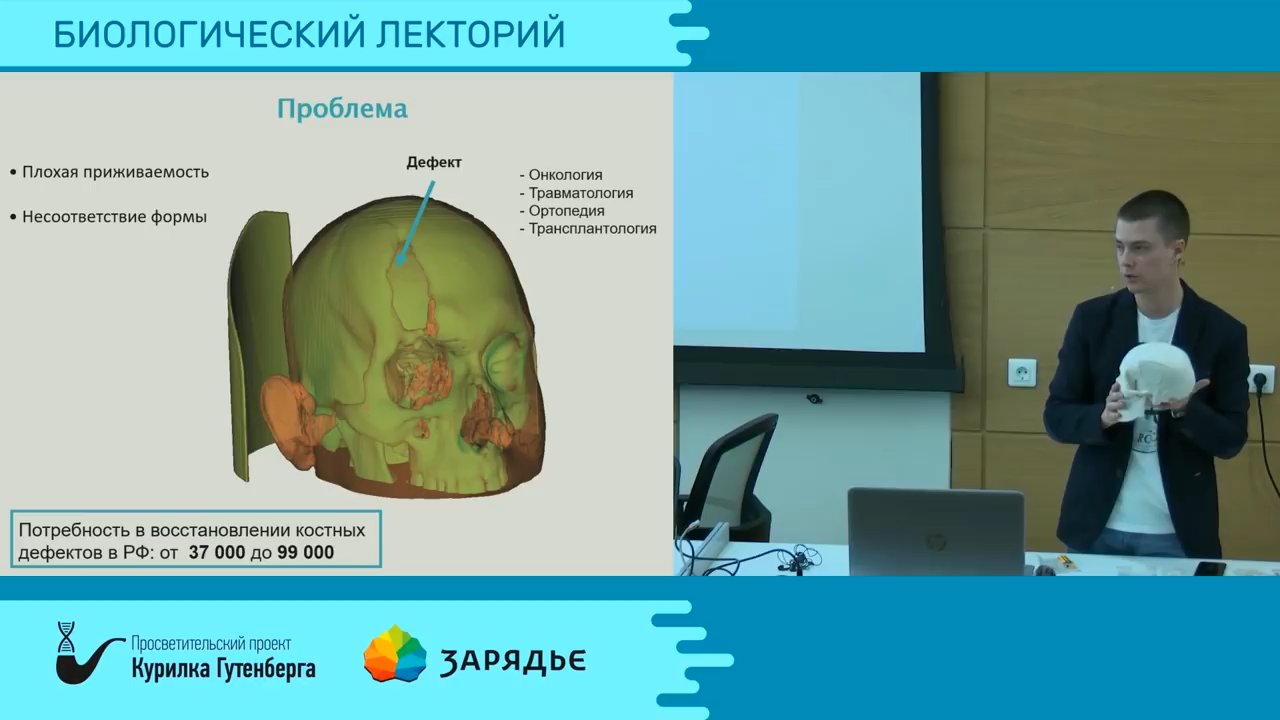 БИОЛОГИЧЕСКИЙ ЛЕКТОРИЙ
Проблема
• Плохая приживаемость
• Несоответствие формы
Дефект
- Онкология
- Травматология
- Ортопедия
- Трансплантология
Потребность в восстановлении костных
дефектов в РФ: от 37 000 до 99 000
Просветительский проект
Курилка Гутенберга
ЗАРЯДЬЕ